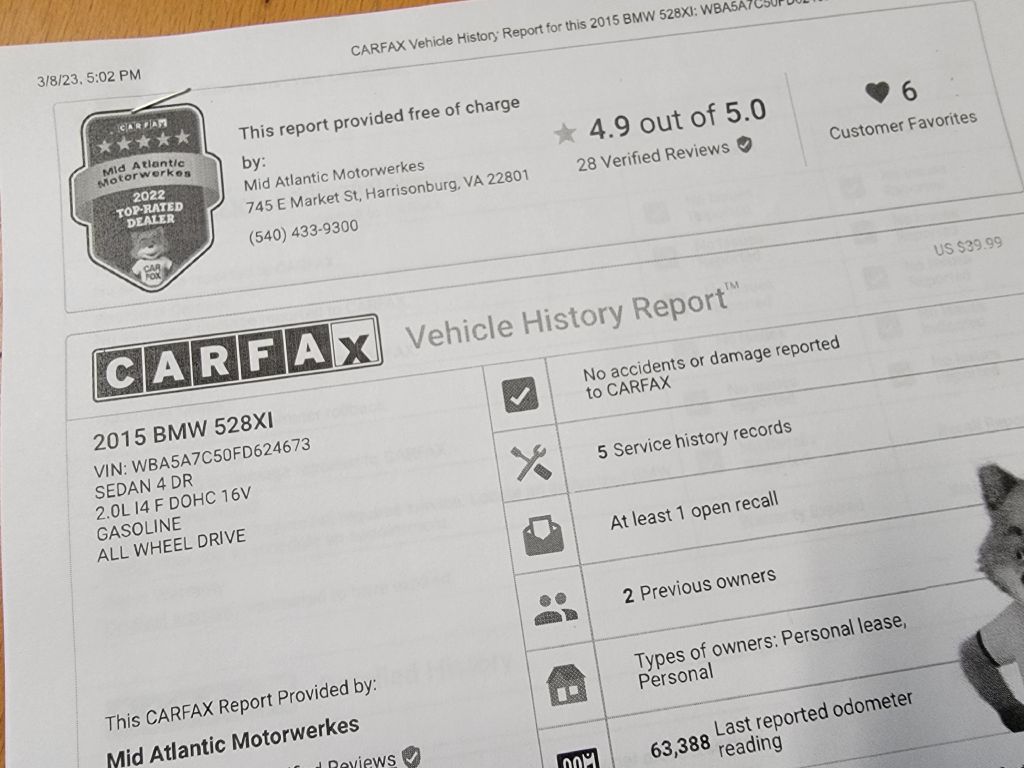 CARFAX Vehicle History Report for this 2015 BMW 528XI:
3/8/23, 5:02 PM
CARFAX
Mid Atlantic
Motorwerkes
2022
TOP-RATED
DEALER
CAR
FOX
This report provided free of charge
by:
Mid Atlantic Motorwerkes
745 E Market St, Harrisonburg, VA 22801
(540) 433-9300
4.9 out of 5.0
28 Verified Reviews
6
Customer Favorites
US $39.99
CARFAX
Vehicle History Report™
2015 BMW 528XI
VIN: WBA5A7C50FD624673
SEDAN 4 DR
2.0L I4 F DOHC 16V
GASOLINE
ALL WHEEL DRIVE
No accidents or damage reported
to CARFAX
5 Service history records
At least 1 open recall
2 Previous owners
Types of owners: Personal lease,
Personal
63,388 Last reported odometer
reading
This CARFAX Report Provided by:
Mid Atlantic Motorwerkes
Reviews